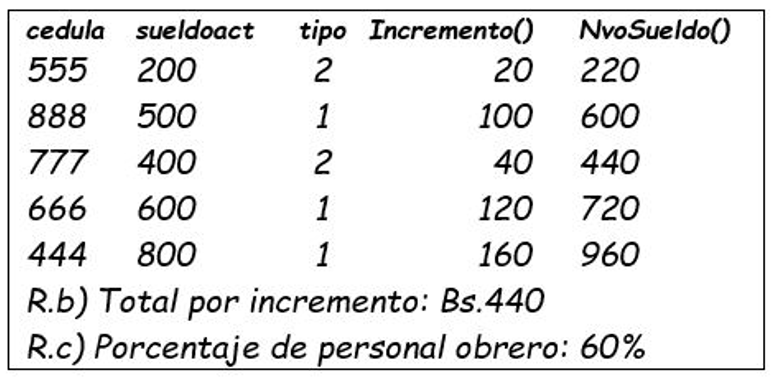 cedula sueldoact tipo Incremento() NvoSueldo()
555 200 2 20 220
888 500 1 100 600
777 400 2 40 440
666 600 1 120 720
444 800 1 160 960
R.b) Total por incremento: Bs.440
R.c) Porcentaje de personal obrero: 60%